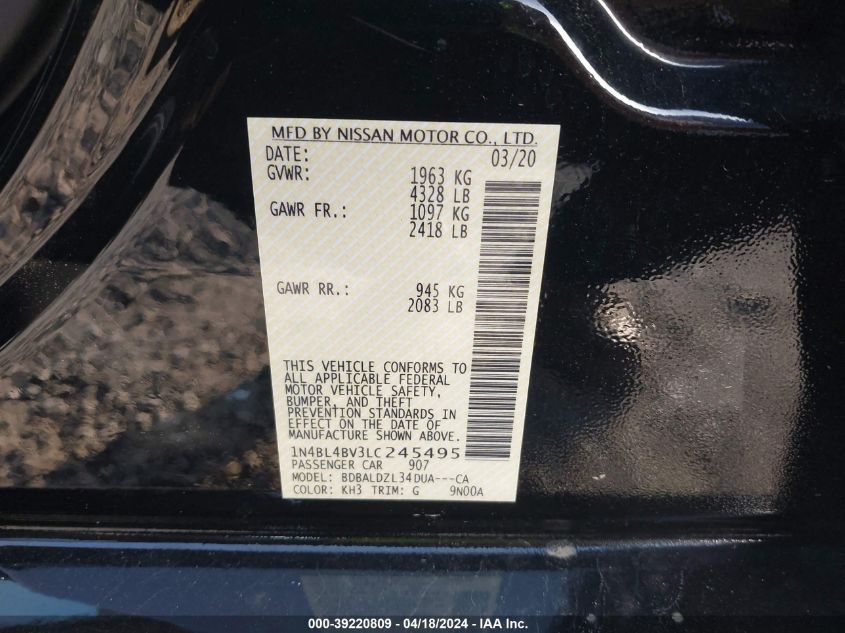 MFD BY NISSAN MOTOR CO., LTD.
DATE: 03/20
GVWR: 1963 KG
4328 LB
GAWR FR.: 1097 KG
2418 LB
GAWR RR.: 945 KG
2083 LB
THIS VEHICLE CONFORMS TO
ALL APPLICABLE FEDERAL
MOTOR VEHICLE SAFETY,
BUMPER, AND THEFT
PREVENTION STANDARDS IN
EFFECT ON THE DATE OF
MANUFACTURE SHOWN ABOVE.
1N4BL4BV3LC245495
PASSENGER CAR 907
MODEL: BDBALDZL34DUA---CA
COLOR: KH3 TRIM: G 9N00A
000-39220809 - 04/18/2024 - IAA Inc.